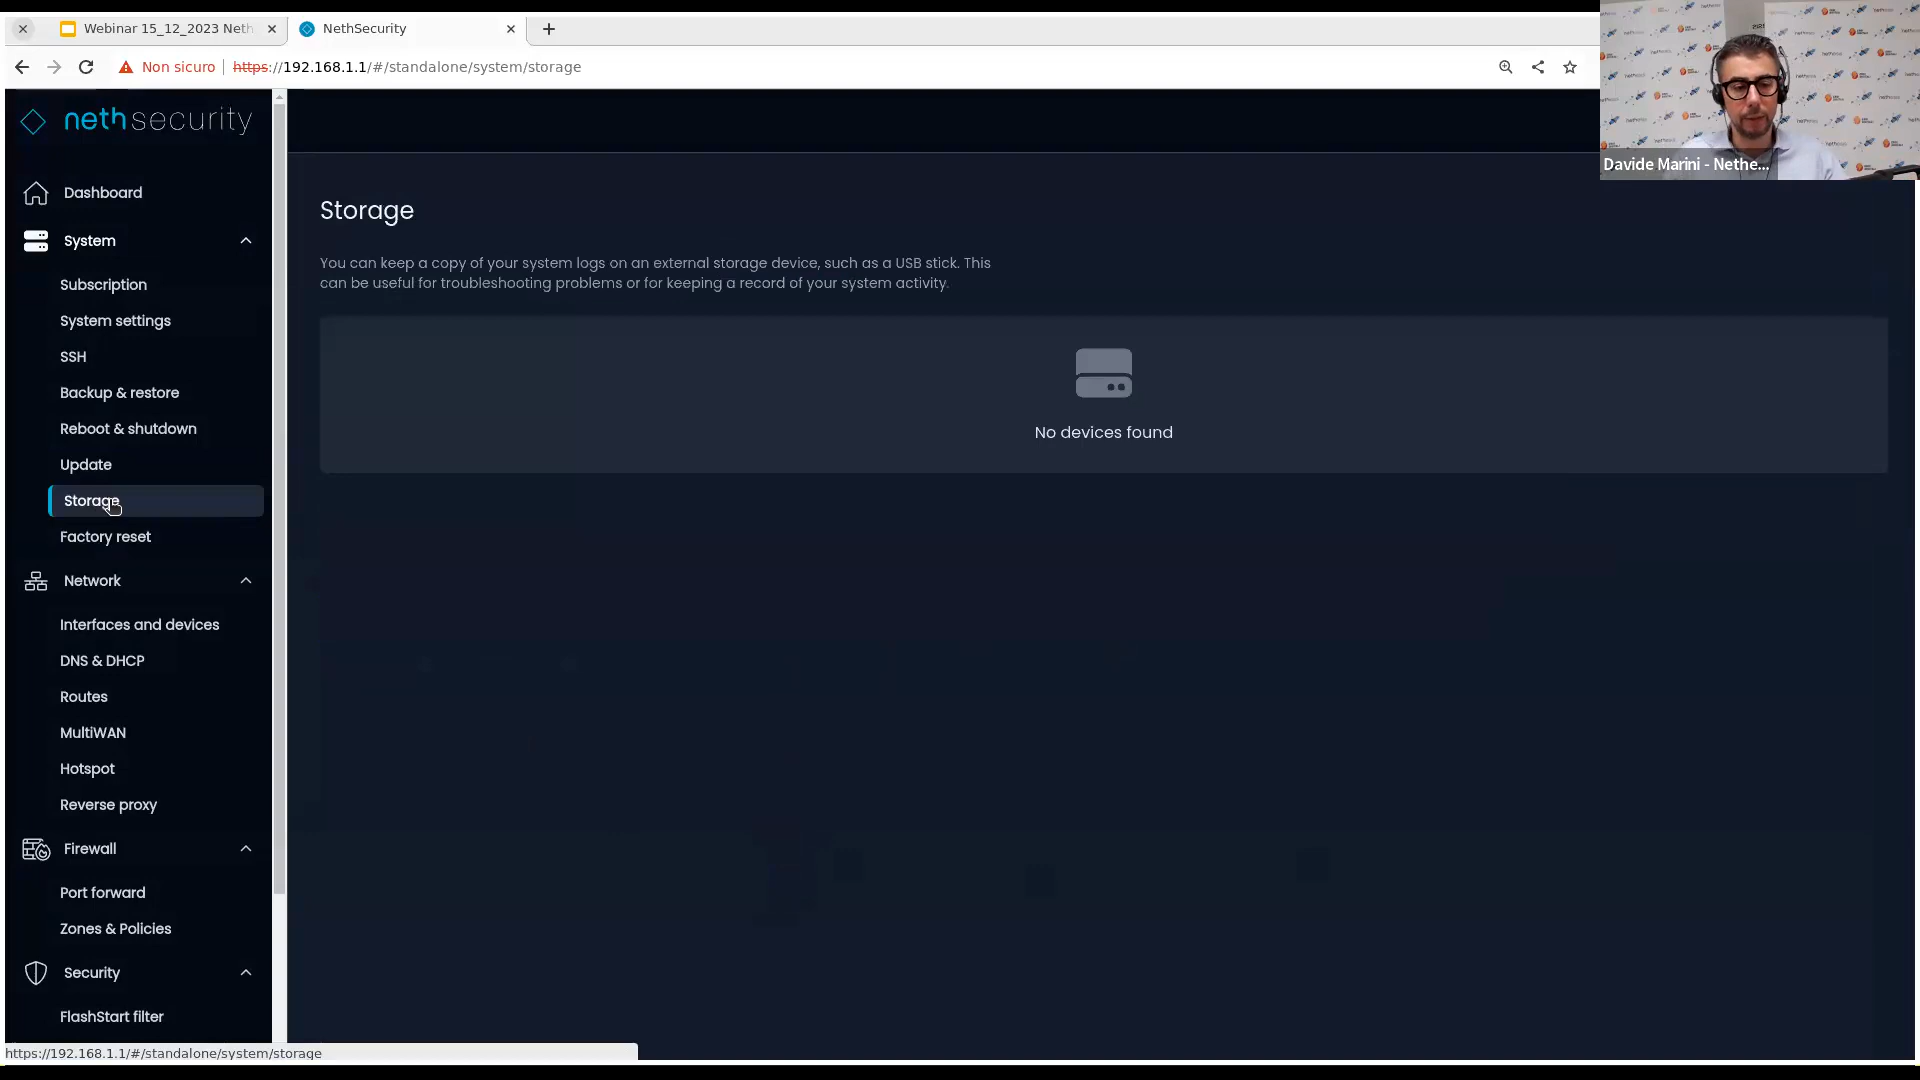 Webinar 15_12_2023 Neth
NethSecurity
Non sicuro
https://192.168.1.1/#/standalone/system/storage
nethsecurity
Davide Marini - Nethe...
Dashboard
System
Subscription
System settings
SSH
Backup & restore
Reboot & shutdown
Update
Storage
Factory reset
Network
Interfaces and devices
DNS & DHCP
Routes
MultiWAN
Hotspot
Reverse proxy
Firewall
Port forward
Zones & Policies
Security
FlashStart filter
Storage
You can keep a copy of your system logs on an external storage device, such as a USB stick. This
can be useful for troubleshooting problems or for keeping a record of your system activity.
No devices found
https://192.168.1.1/#/standalone/system/storage